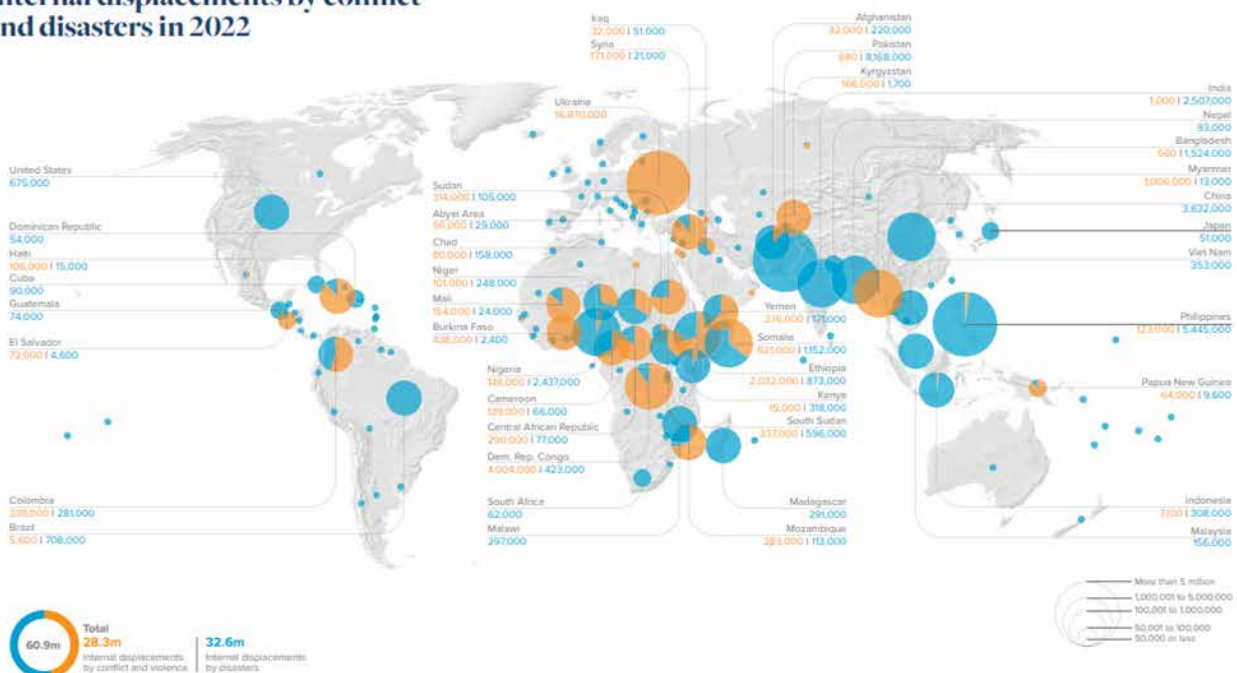 nternal displacements by conflict
nd disasters in 2022
Iraq
32,000 | 51,000
Syria
171,000 | 21,000
Afghanistan
32,000 | 220,000
Pakistan
680 | 8,168,000
Kyrgyzstan
166,000 | 1,700
Ukraine
16,870,000
India
1,000 | 2,507,000
Nepal
93,000
Bangladesh
560 | 1,524,000
Myanmar
1,006,000 | 13,000
China
3,632,000
Japan
51,000
Viet Nam
353,000
Philippines
123,000 | 5,445,000
Papua New Guinea
64,000 | 9,600
Indonesia
7,100 | 308,000
Malaysia
156,000
United States
675,000
Dominican Republic
54,000
Haiti
106,000 | 15,000
Cuba
90,000
Guatemala
74,000
El Salvador
73,000 | 4,600
Colombia
339,000 | 281,000
Brazil
5,600 | 708,000
Sudan
314,000 | 105,000
Abyei Area
56,000 | 29,000
Chad
80,000 | 158,000
Niger
101,000 | 248,000
Mali
154,000 | 24,000
Burkina Faso
438,000 | 2,400
Nigeria
148,000 | 2,437,000
Cameroon
139,000 | 66,000
Central African Republic
290,000 | 77,000
Dem. Rep. Congo
4,004,000 | 423,000
South Africa
62,000
Malawi
297,000
Yemen
276,000 | 171,000
Somalia
621,000 | 1,152,000
Ethiopia
2,032,000 | 873,000
Kenya
15,000 | 318,000
South Sudan
337,000 | 596,000
Madagascar
291,000
Mozambique
283,000 | 113,000
More than 5 million
1,000,001 to 5,000,000
100,001 to 1,000,000
50,001 to 100,000
50,000 or less
60.9m
Total
28.3m
Internal displacements
by conflict and violence
32.6m
Internal displacements
by disasters